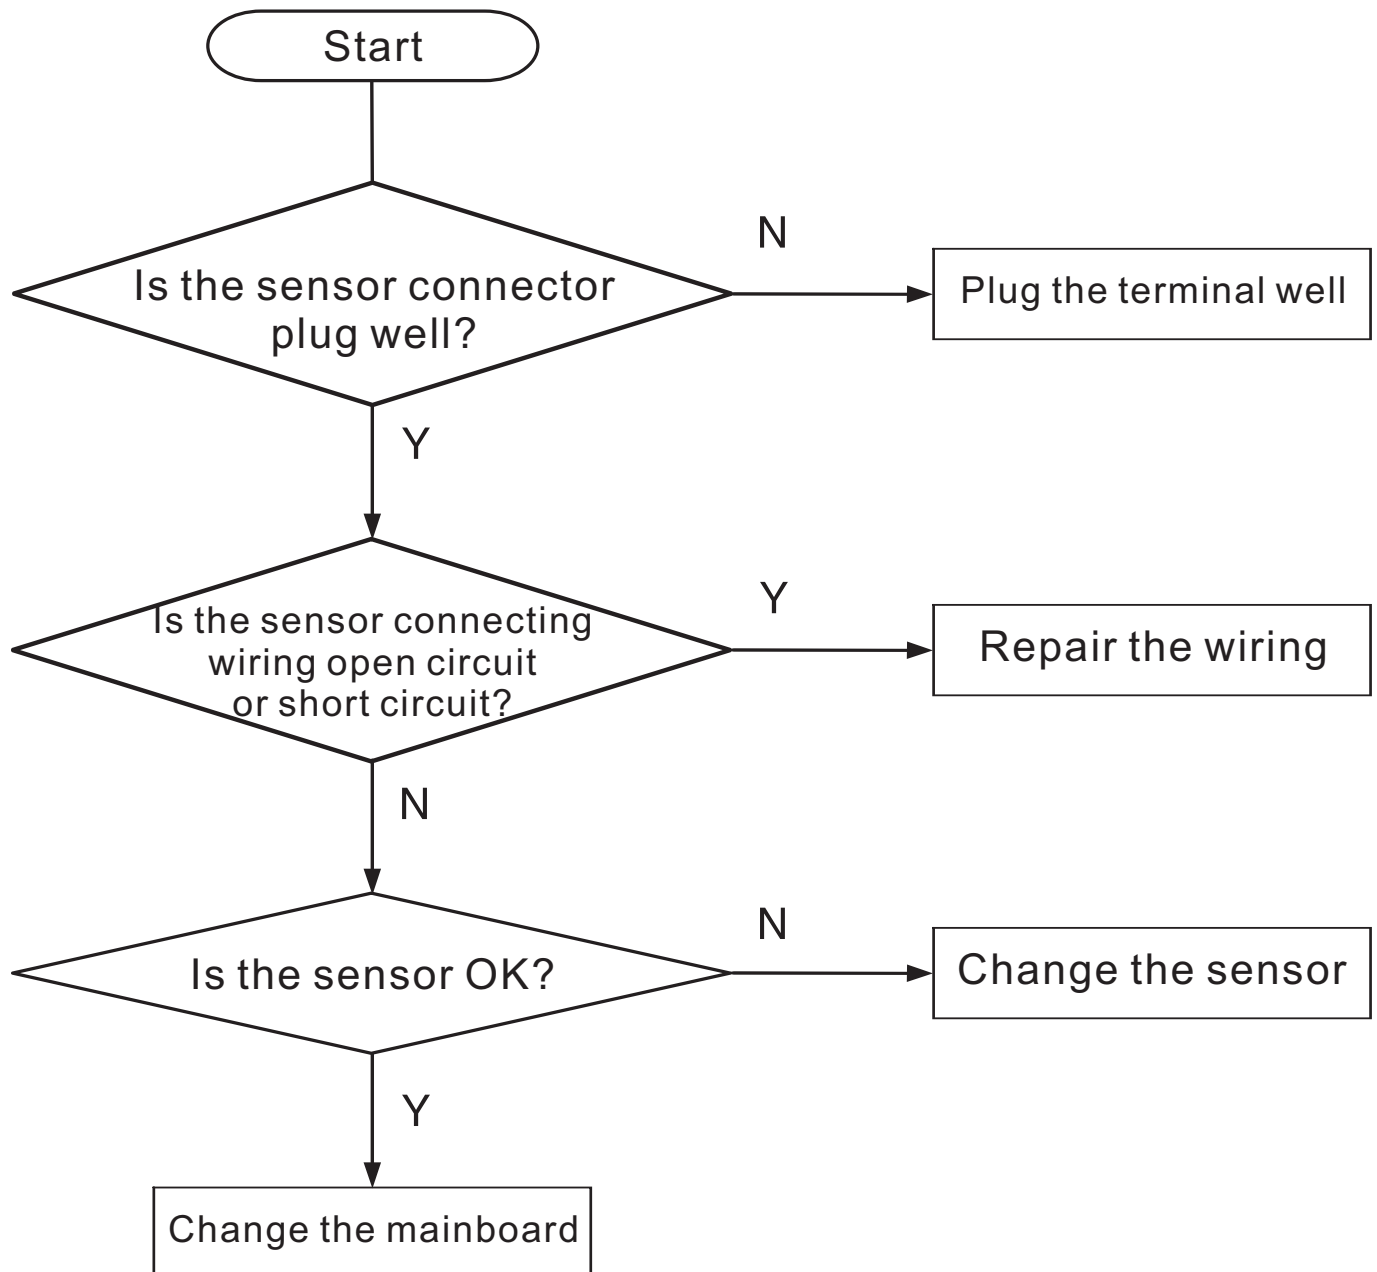 Start
Is the sensor connector
plug well?
N
Plug the terminal well
Y
Is the sensor connecting
wiring open circuit
or short circuit?
Y
Repair the wiring
N
Is the sensor OK?
N
Change the sensor
Y
Change the mainboard